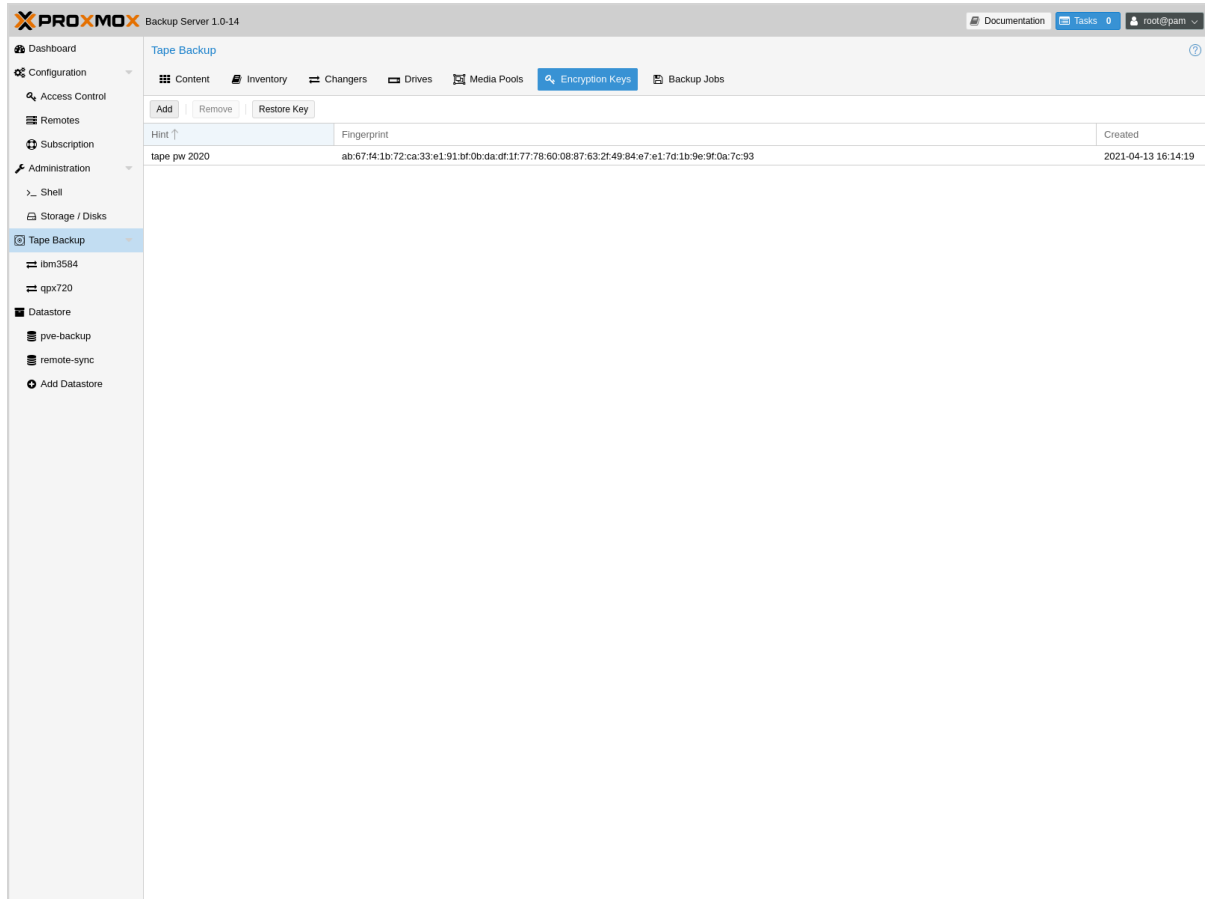 PROXMOX Backup Server 1.0-14 Documentation Tasks 0 root@pam
Dashboard
Configuration
Access Control
Remotes
Subscription
Administration
>_ Shell
Storage / Disks
Tape Backup
ibm3584
qpx720
Datastore
pve-backup
remote-sync
Add Datastore
Tape Backup
Content Inventory Changers Drives Media Pools Encryption Keys Backup Jobs
Add Remove Restore Key
Hint Fingerprint Created
tape pw 2020 ab:67:f4:1b:72:ca:33:e1:91:bf:0b:da:df:1f:77:78:60:08:87:63:2f:49:84:e7:e1:7d:1b:9e:9f:0a:7c:93 2021-04-13 16:14:19